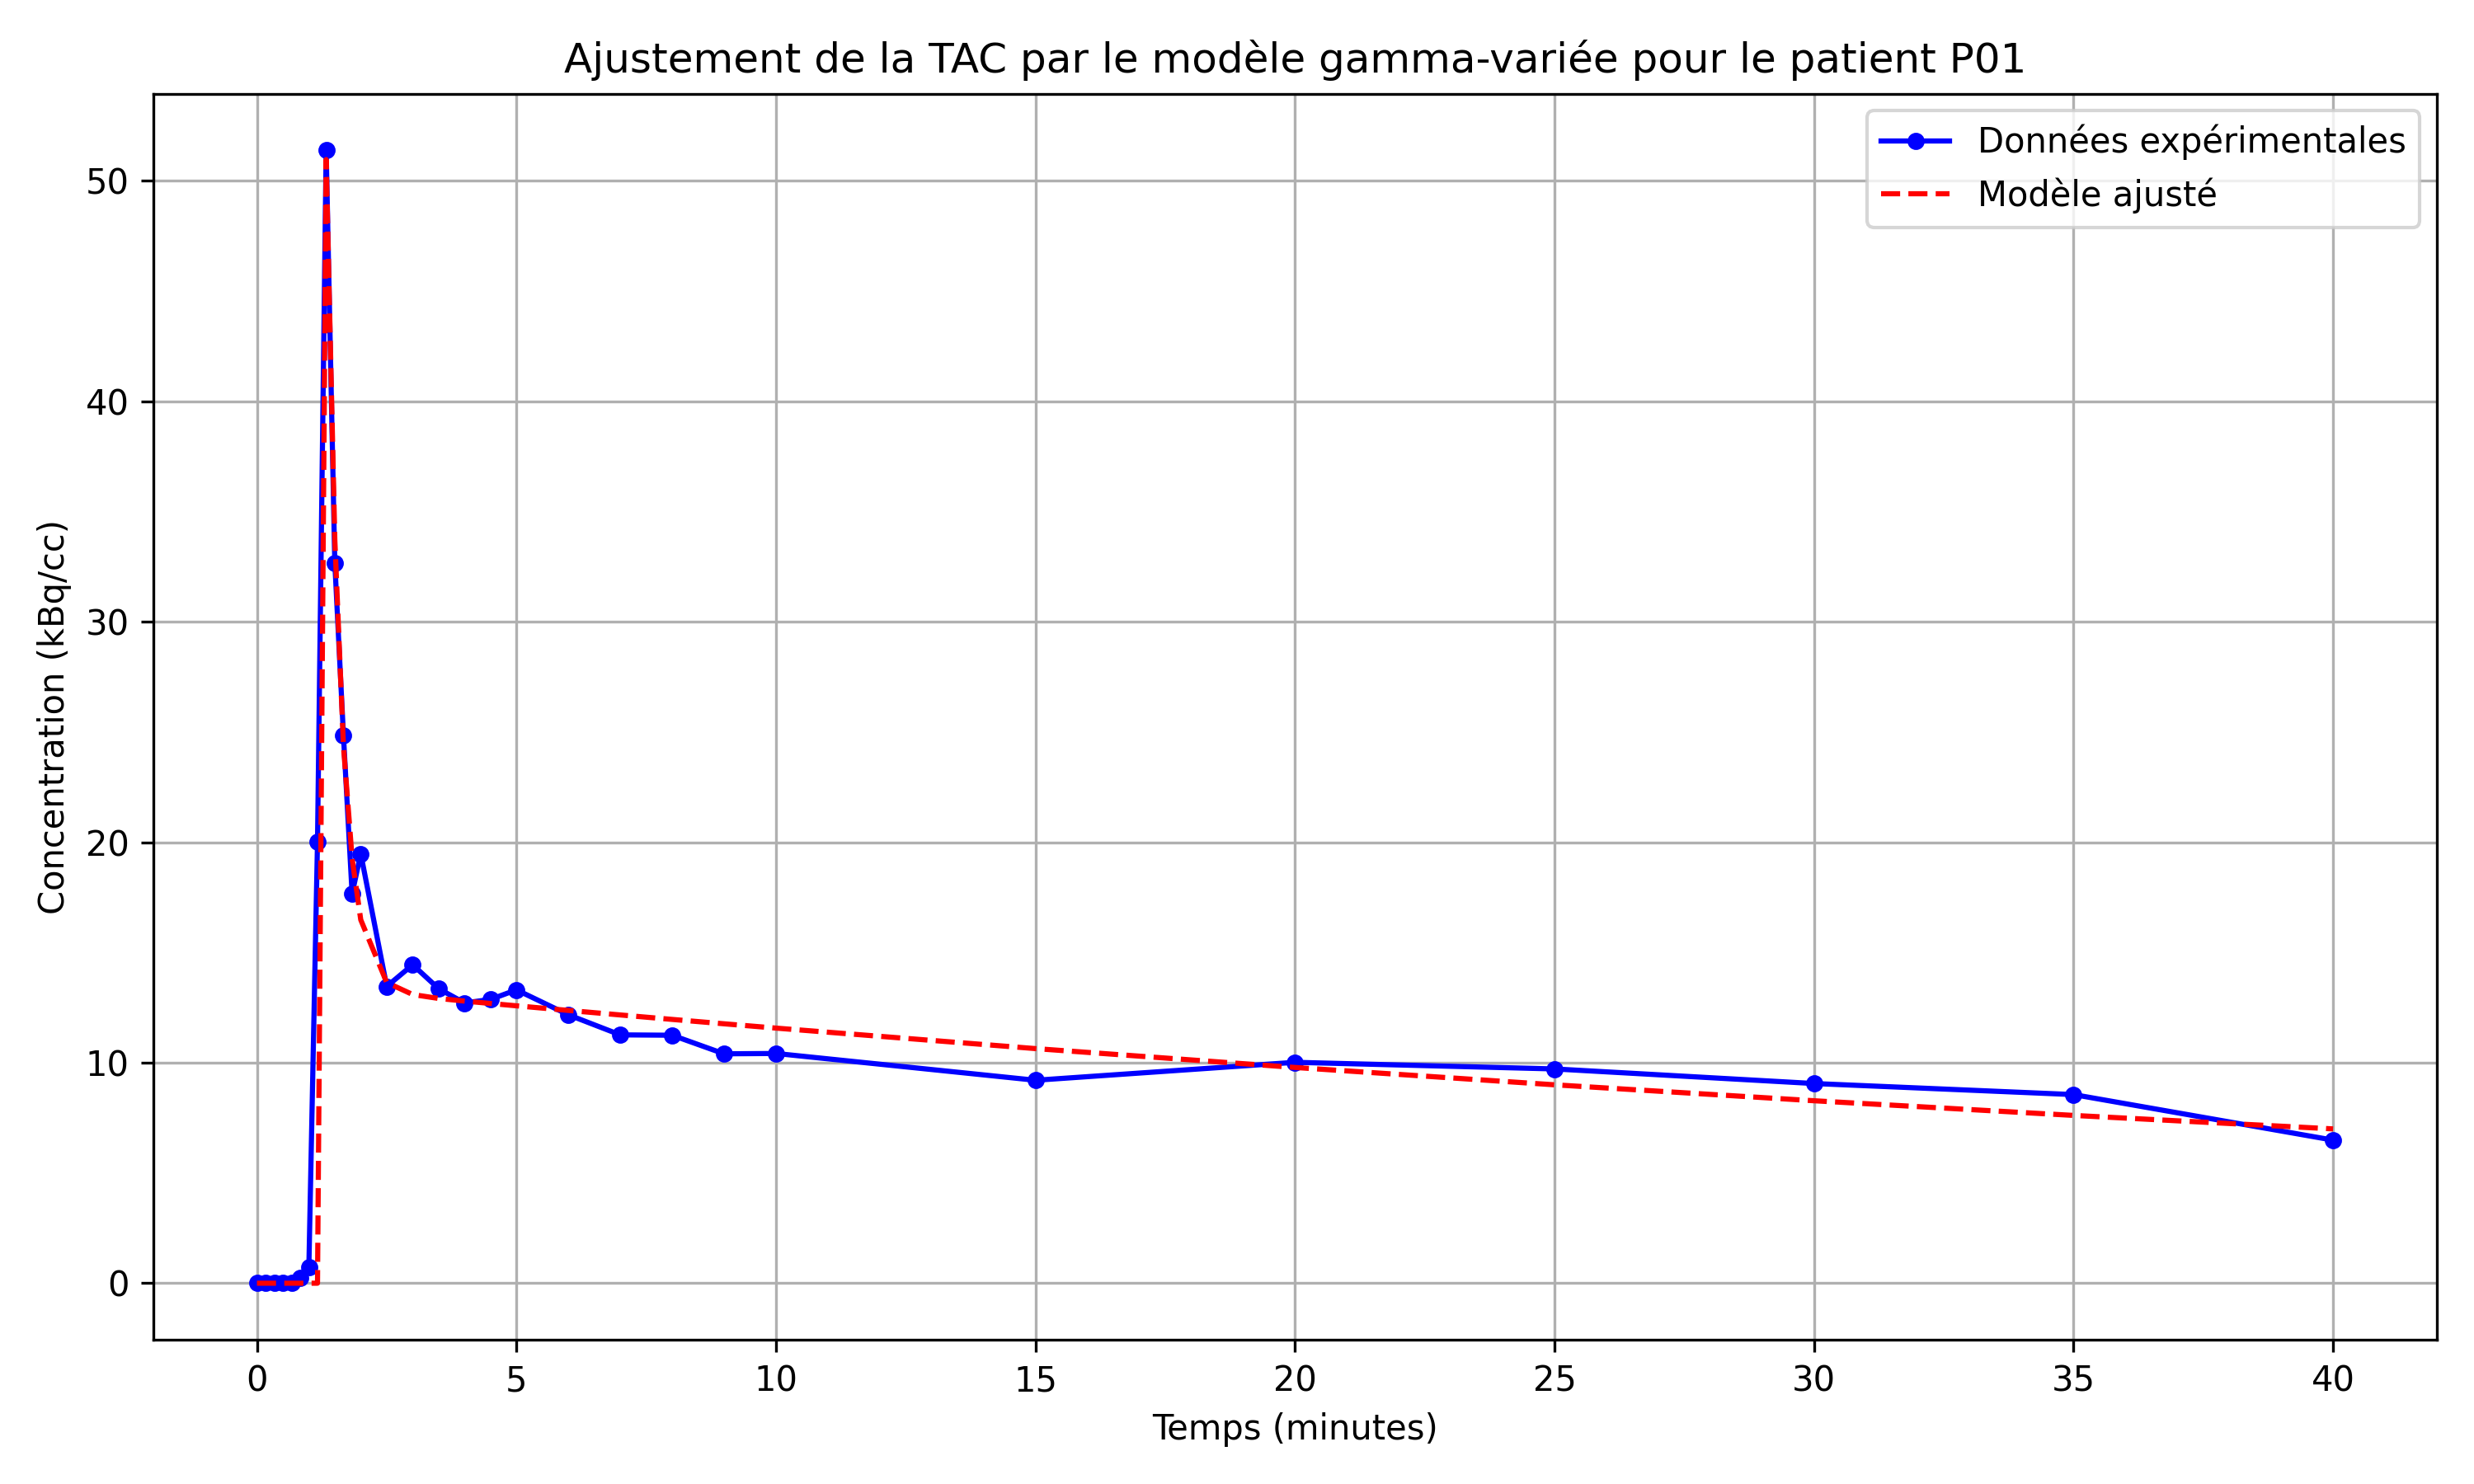 Ajustement de la TAC par le modèle gamma-variée pour le patient P01
Données expérimentales
Modèle ajusté
Concentration (kBq/cc)
50
40
30
20
10
0
0 5 10 15 20 25 30 35 40
Temps (minutes)